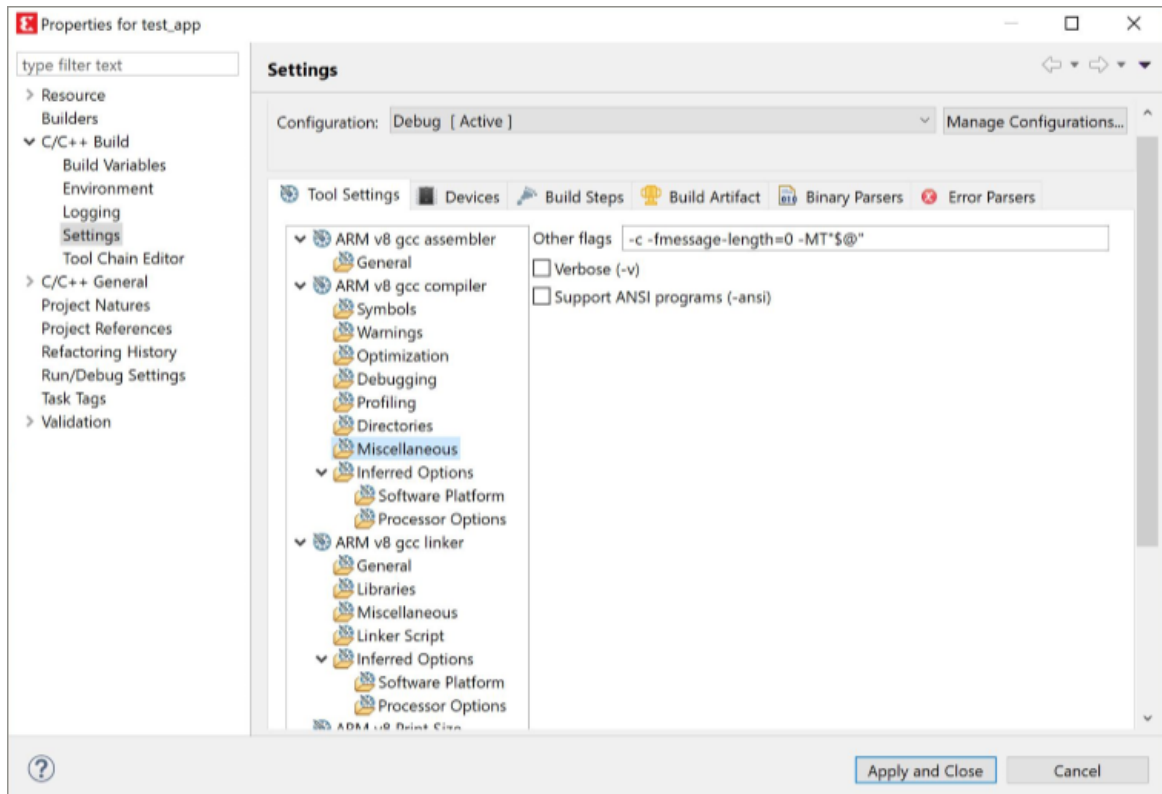 Properties for test_app
type filter text
Resource
Builders
C/C++ Build
Build Variables
Environment
Logging
Settings
Tool Chain Editor
C/C++ General
Project Natures
Project References
Refactoring History
Run/Debug Settings
Task Tags
Validation
Settings
Configuration: Debug [ Active ] Manage Configurations...
Tool Settings Devices Build Steps Build Artifact Binary Parsers Error Parsers
ARM v8 gcc assembler
General
ARM v8 gcc compiler
Symbols
Warnings
Optimization
Debugging
Profiling
Directories
Miscellaneous
Inferred Options
Software Platform
Processor Options
ARM v8 gcc linker
General
Libraries
Miscellaneous
Linker Script
Inferred Options
Software Platform
Processor Options
ARM v8 Print Size
Other flags -c -fmessage-length=0 -MT"$@"
Verbose (-v)
Support ANSI programs (-ansi)
Apply and Close Cancel